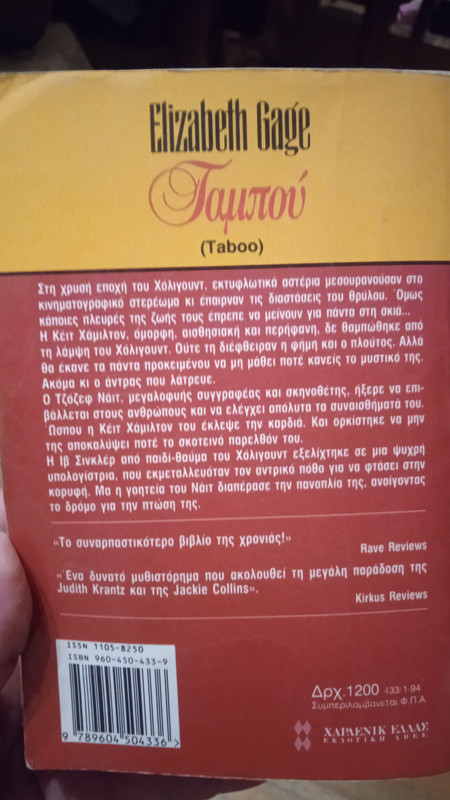 Elizabeth Gage
Ταμπού
(Taboo)
Στη χρυσή εποχή του Χόλιγουντ, εκτυφλωτικά αστέρια μεσουρανούσαν στο
κινηματογραφικό στερέωμα κι έπαιρναν τις διαστάσεις του θρύλου. Όμως
κάποιες πλευρές της ζωής τους έπρεπε να μείνουν για πάντα στη σκιά...
Η Κέιτ Χάμιλτον, όμορφη, αισθησιακή και περήφανη, δε θαμπώθηκε από
τη λάμψη του Χόλιγουντ. Ούτε τη διέφθειραν η φήμη και ο πλούτος. Αλλά
θα έκανε τα πάντα προκειμένου να μη μάθει ποτέ κανείς το μυστικό της.
Ακόμα κι ο άντρας που λάτρευε.
Ο Τζόζεφ Νάιτ, μεγαλοφυής συγγραφέας και σκηνοθέτης, ήξερε να επι-
βάλλεται στους ανθρώπους και να ελέγχει απόλυτα τα συναισθήματά του.
Ώσπου η Κέιτ Χάμιλτον του έκλεψε την καρδιά. Και ορκίστηκε να μην
της αποκαλύψει ποτέ το σκοτεινό παρελθόν του.
Η Ιβ Σινκλέρ από παιδί-θαύμα του Χόλιγουντ εξελίχτηκε σε μια ψυχρή
υπολογίστρια, που εκμεταλλευόταν τον αντρικό πόθο για να φτάσει στην
κορυφή. Μα η γοητεία του Νάιτ διαπέρασε την πανοπλία της, ανοίγοντας
το δρόμο για την πτώση της.
«Το συναρπαστικότερο βιβλίο της χρονιάς!»
Rave Reviews
«Ένα δυνατό μυθιστόρημα που ακολουθεί τη μεγάλη παράδοση της
Judith Krantz και της Jackie Collins».
Kirkus Reviews
ISSN 1105-8250
ISBN 960-450-433-9
9 789604 504336 >
Δρχ.1200 433/1-94
Συμπεριλαμβάνεται Φ.Π.Α
ΧΑΡΛΕΝΙΚ ΕΛΛΑΣ
ΕΚΔΟΤΙΚΗ ΑΒΕΕ